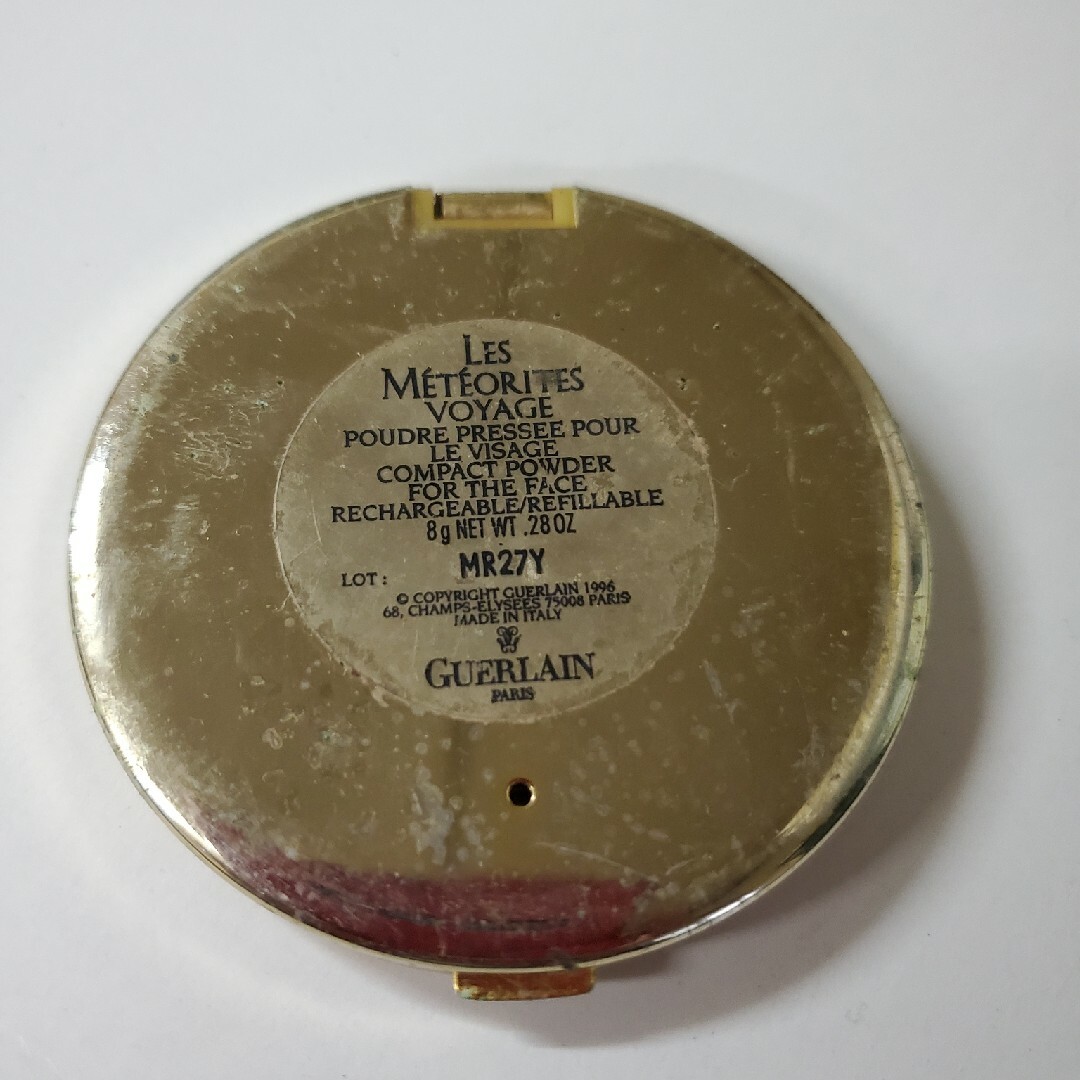 LES
MÉTÉORITES
VOYAGE
POUDRE PRESSEE POUR
LE VISAGE
COMPACT POWDER
FOR THE FACE
RECHARGEABLE/REFILLABLE
8g NET WT .28 OZ
LOT : MR27Y
© COPYRIGHT GUERLAIN 1996
68, CHAMPS-ELYSEES 75008 PARIS
MADE IN ITALY
GUERLAIN
PARIS